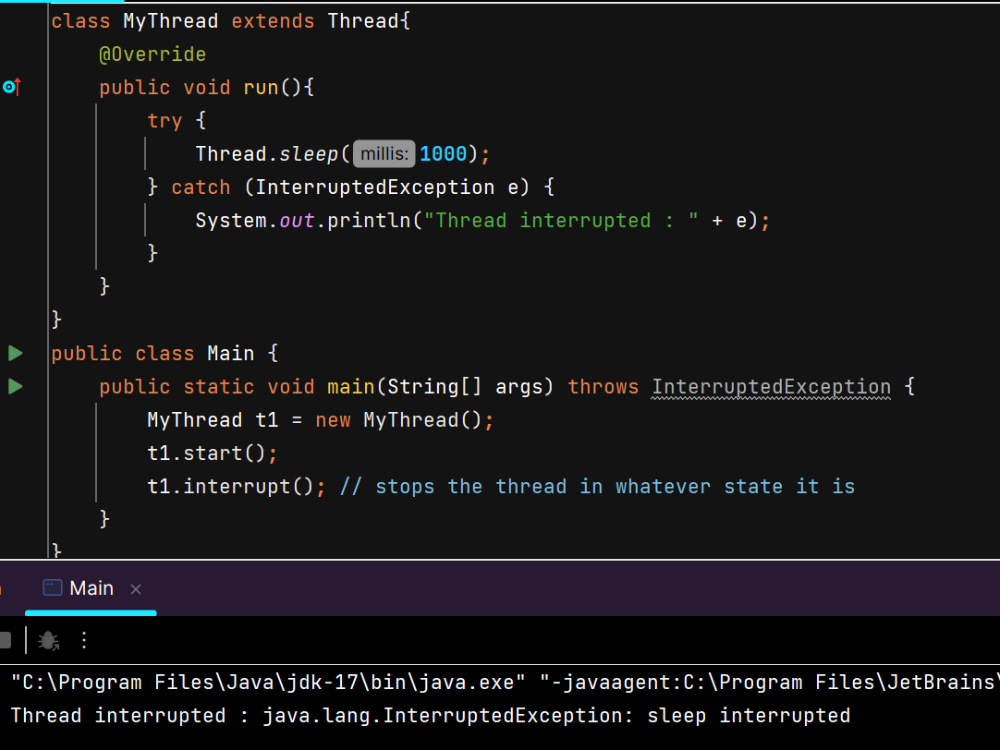 class MyThread extends Thread{
@Override
public void run(){
try {
Thread.sleep( millis: 1000);
} catch (InterruptedException e) {
System.out.println("Thread interrupted : " + e);
}
}
}
public class Main {
public static void main(String[] args) throws InterruptedException {
MyThread t1 = new MyThread();
t1.start();
t1.interrupt(); // stops the thread in whatever state it is
}
}
Main ×
"C:\Program Files\Java\jdk-17\bin\java.exe" "-javaagent:C:\Program Files\JetBrains\
Thread interrupted : java.lang.InterruptedException: sleep interrupted